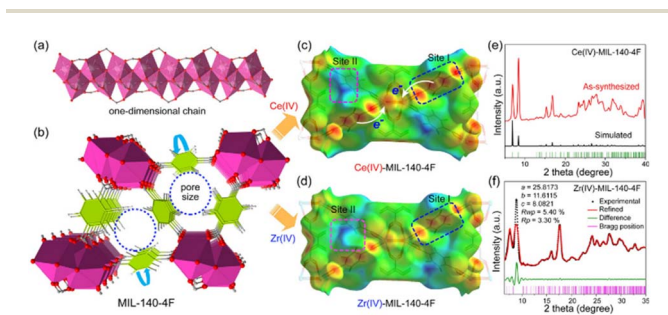 (a)
one-dimensional chain
(b)
pore
size
MIL-140-4F
Ce(IV)
Zr(IV)
(c)
Site II
Site I
e-
e-
Ce(IV)-MIL-140-4F
(d)
Site II
Site I
Zr(IV)-MIL-140-4F
(e)
Ce(IV)-MIL-140-4F
As-synthesized
Simulated
Intensity (a.u.)
10 20 30 40
2 theta (degree)
(f)
Zr(IV)-MIL-140-4F
a = 25.8173
b = 11.6115
c = 8.0821
Rwp = 5.40 %
Rp = 3.30 %
Experimental
Refined
Difference
Bragg position
Intensity (a.u.)
10 15 20 25 30 35
2 theta (degree)